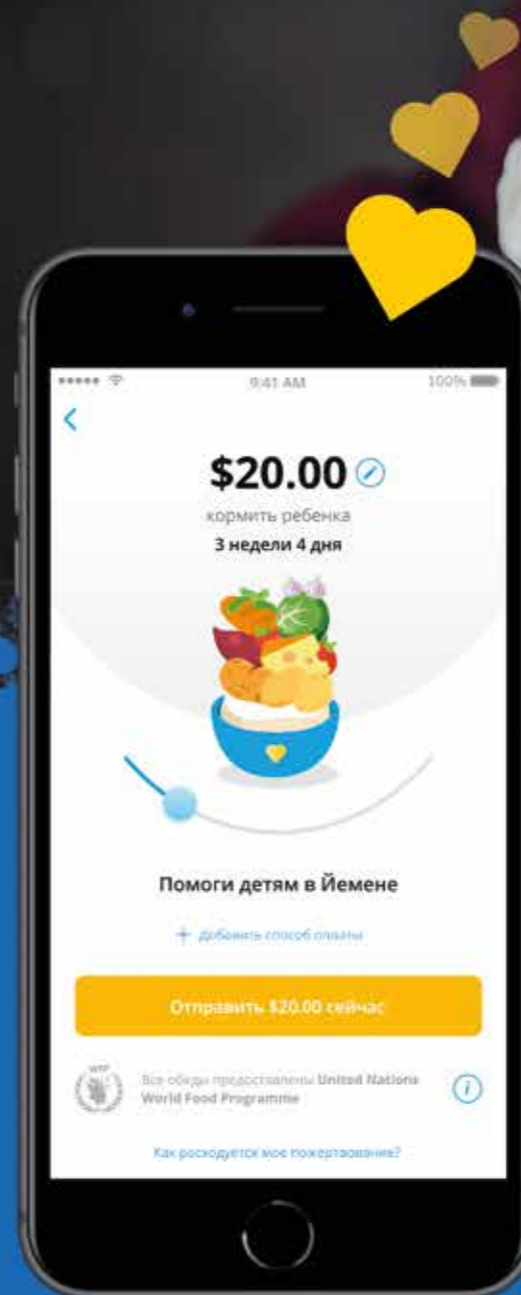 9:41 AM
100%
$20.00
кормить ребенка
3 недели 4 дня
Помоги детям в Йемене
+ Добавить способ оплаты
Отправить $20.00 сейчас
WFP
Все обеды предоставлены United Nations
World Food Programme
i
Как расходуется мое пожертвование?